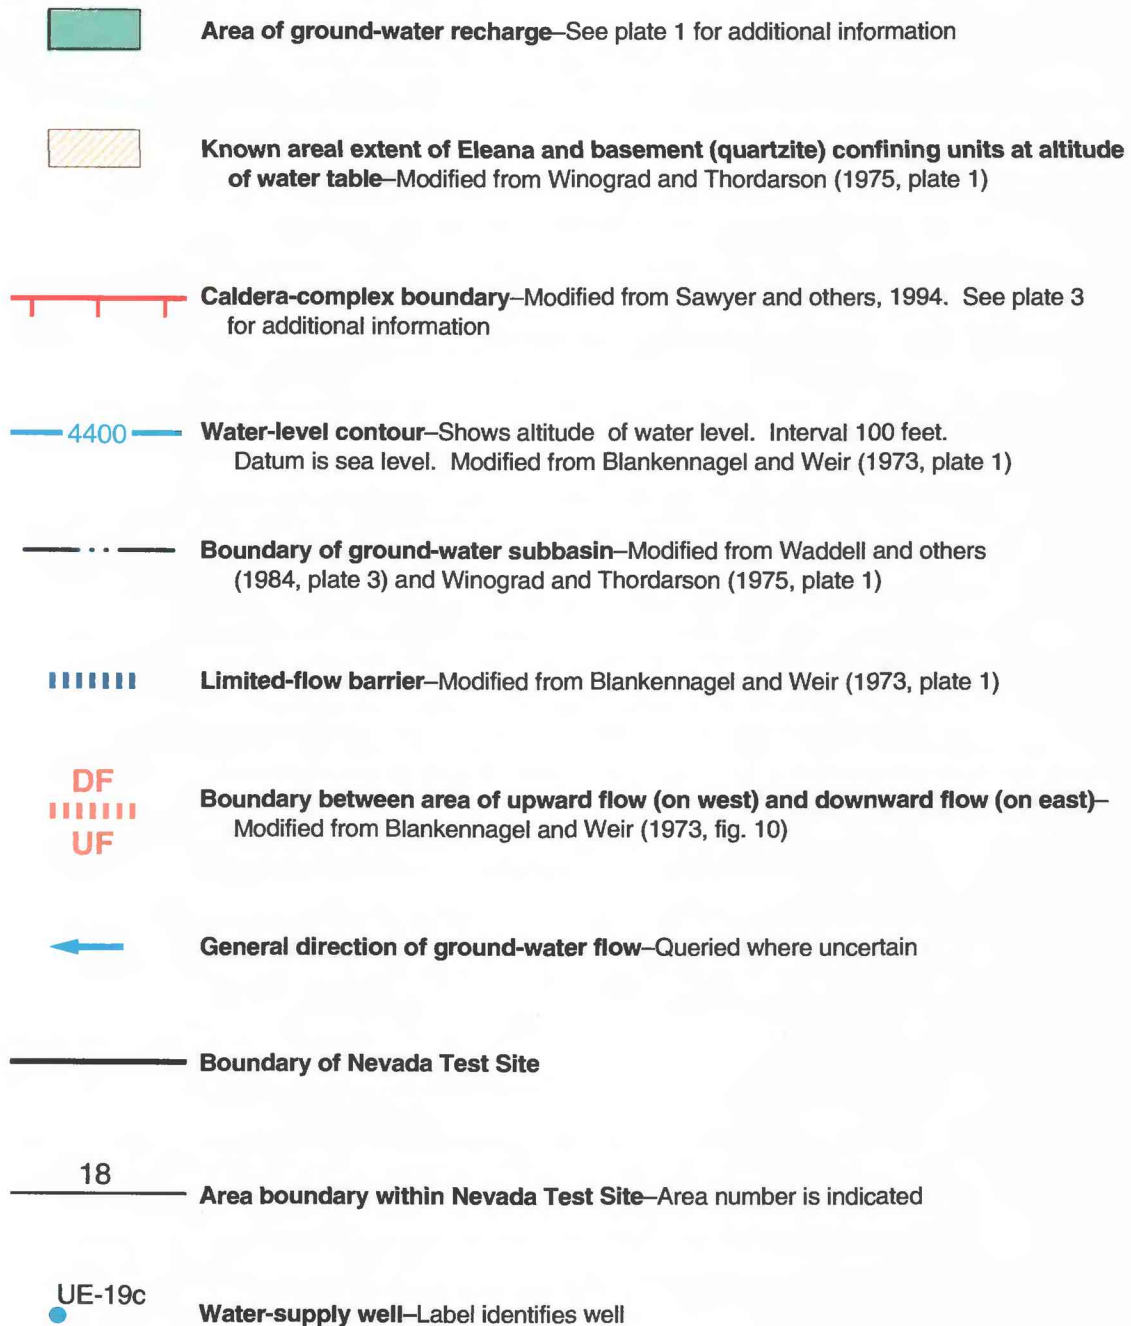 Area of ground-water recharge–See plate 1 for additional information
Known areal extent of Eleana and basement (quartzite) confining units at altitude
of water table–Modified from Winograd and Thordarson (1975, plate 1)
Caldera-complex boundary–Modified from Sawyer and others, 1994. See plate 3
for additional information
4400
Water-level contour–Shows altitude of water level. Interval 100 feet.
Datum is sea level. Modified from Blankennagel and Weir (1973, plate 1)
Boundary of ground-water subbasin–Modified from Waddell and others
(1984, plate 3) and Winograd and Thordarson (1975, plate 1)
Limited-flow barrier–Modified from Blankennagel and Weir (1973, plate 1)
DF
UF
Boundary between area of upward flow (on west) and downward flow (on east)–
Modified from Blankennagel and Weir (1973, fig. 10)
General direction of ground-water flow–Queried where uncertain
Boundary of Nevada Test Site
18
Area boundary within Nevada Test Site–Area number is indicated
UE-19c
Water-supply well–Label identifies well